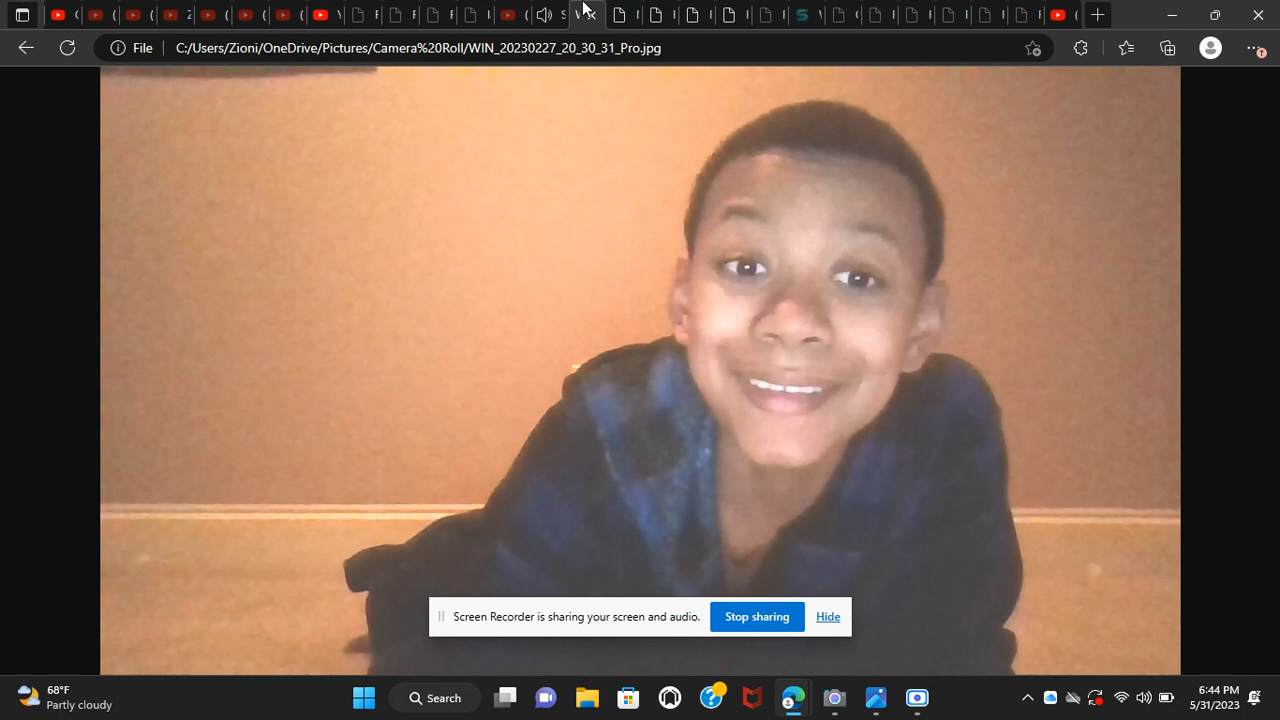 File C:/Users/Zioni/OneDrive/Pictures/Camera%20Roll/WIN_20230227_20_30_31_Pro.jpg
Screen Recorder is sharing your screen and audio. Stop sharing Hide
68°F
Partly cloudy
Search
6:44 PM
5/31/2023